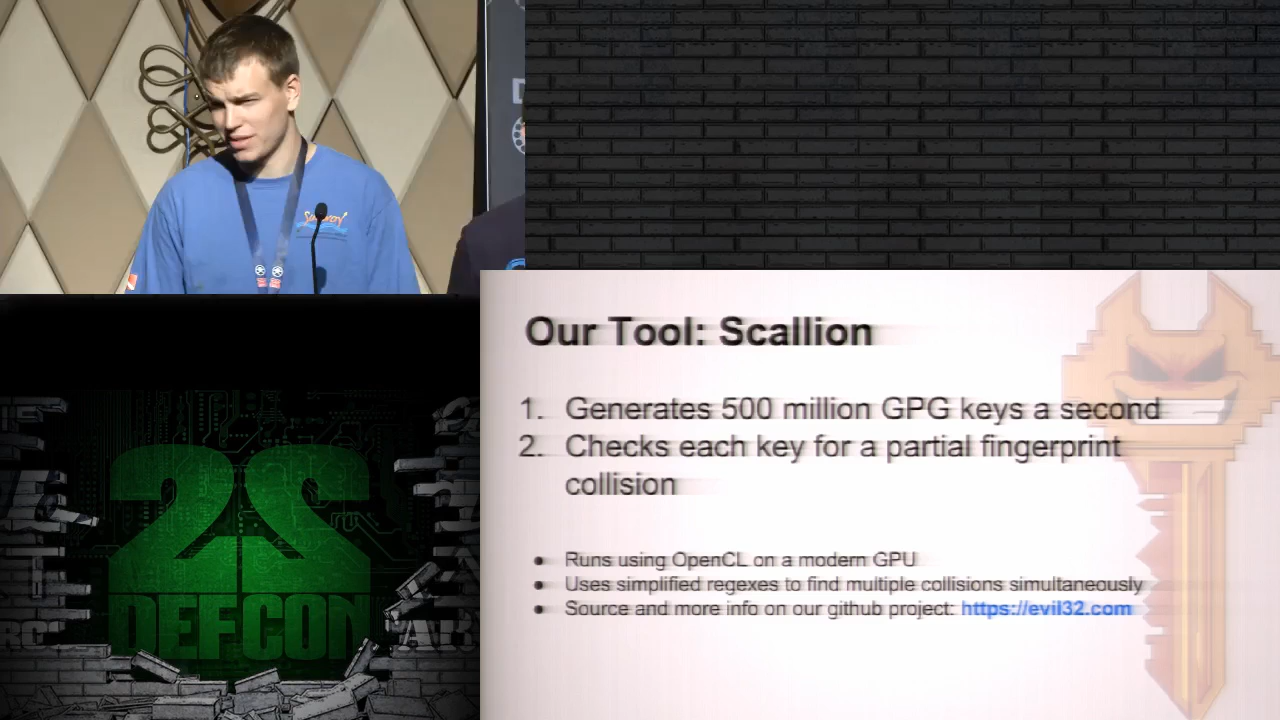 Our Tool: Scallion
1. Generates 500 million GPG keys a second
2. Checks each key for a partial fingerprint
collision
● Runs using OpenCL on a modern GPU
● Uses simplified regexes to find multiple collisions simultaneously
● Source and more info on our github project: https://evil32.com
22
DEFCON